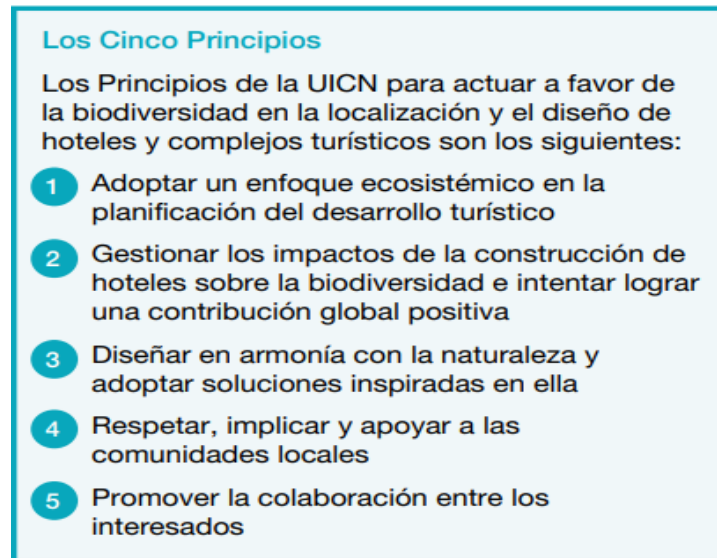 Los Cinco Principios
Los Principios de la UICN para actuar a favor de
la biodiversidad en la localización y el diseño de
hoteles y complejos turísticos son los siguientes:
1 Adoptar un enfoque ecosistémico en la
planificación del desarrollo turístico
2 Gestionar los impactos de la construcción de
hoteles sobre la biodiversidad e intentar lograr
una contribución global positiva
3 Diseñar en armonía con la naturaleza y
adoptar soluciones inspiradas en ella
4 Respetar, implicar y apoyar a las
comunidades locales
5 Promover la colaboración entre los
interesados